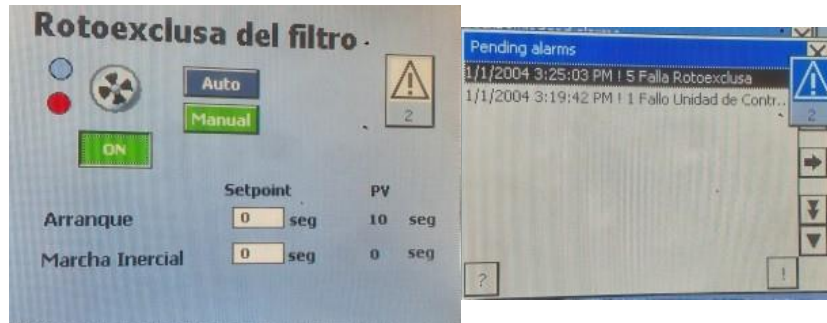 Rotoexclusa del filtro
Auto
Manual
ON
2
Setpoint PV
Arranque 0 seg 10 seg
Marcha Inercial 0 seg 0 seg
Pending alarms
1/1/2004 3:25:03 PM ! 5 Falla Rotoexclusa
1/1/2004 3:19:42 PM ! 1 Fallo Unidad de Contr..
2
?
!